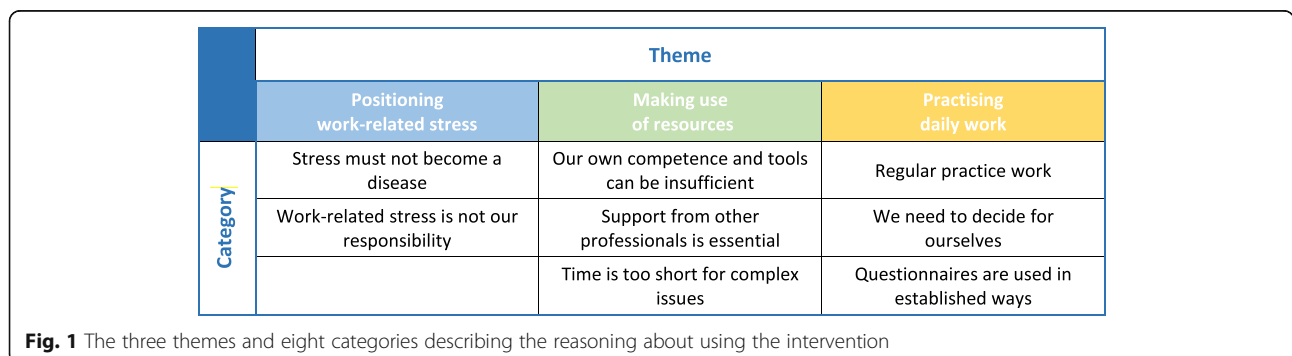 Theme
Positioning
work-related stress
Making use
of resources
Practising
daily work
Category
Stress must not become a
disease
Our own competence and tools
can be insufficient
Regular practice work
Work-related stress is not our
responsibility
Support from other
professionals is essential
We need to decide for
ourselves
Time is too short for complex
issues
Questionnaires are used in
established ways
Fig. 1 The three themes and eight categories describing the reasoning about using the intervention